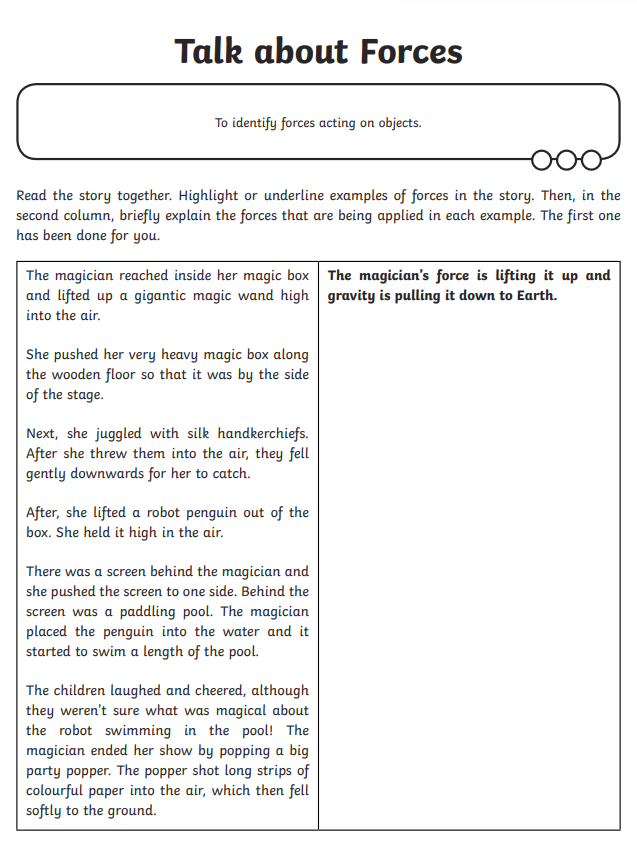 Talk about Forces
To identify forces acting on objects.
Read the story together. Highlight or underline examples of forces in the story. Then, in the
second column, briefly explain the forces that are being applied in each example. The first one
has been done for you.
The magician reached inside her magic box
and lifted up a gigantic magic wand high
into the air.
She pushed her very heavy magic box along
the wooden floor so that it was by the side
of the stage.
Next, she juggled with silk handkerchiefs.
After she threw them into the air, they fell
gently downwards for her to catch.
After, she lifted a robot penguin out of the
box. She held it high in the air.
There was a screen behind the magician and
she pushed the screen to one side. Behind the
screen was a paddling pool. The magician
placed the penguin into the water and it
started to swim a length of the pool.
The children laughed and cheered, although
they weren't sure what was magical about
the robot swimming in the pool! The
magician ended her show by popping a big
party popper. The popper shot long strips of
colourful paper into the air, which then fell
softly to the ground.
The magician's force is lifting it up and
gravity is pulling it down to Earth.